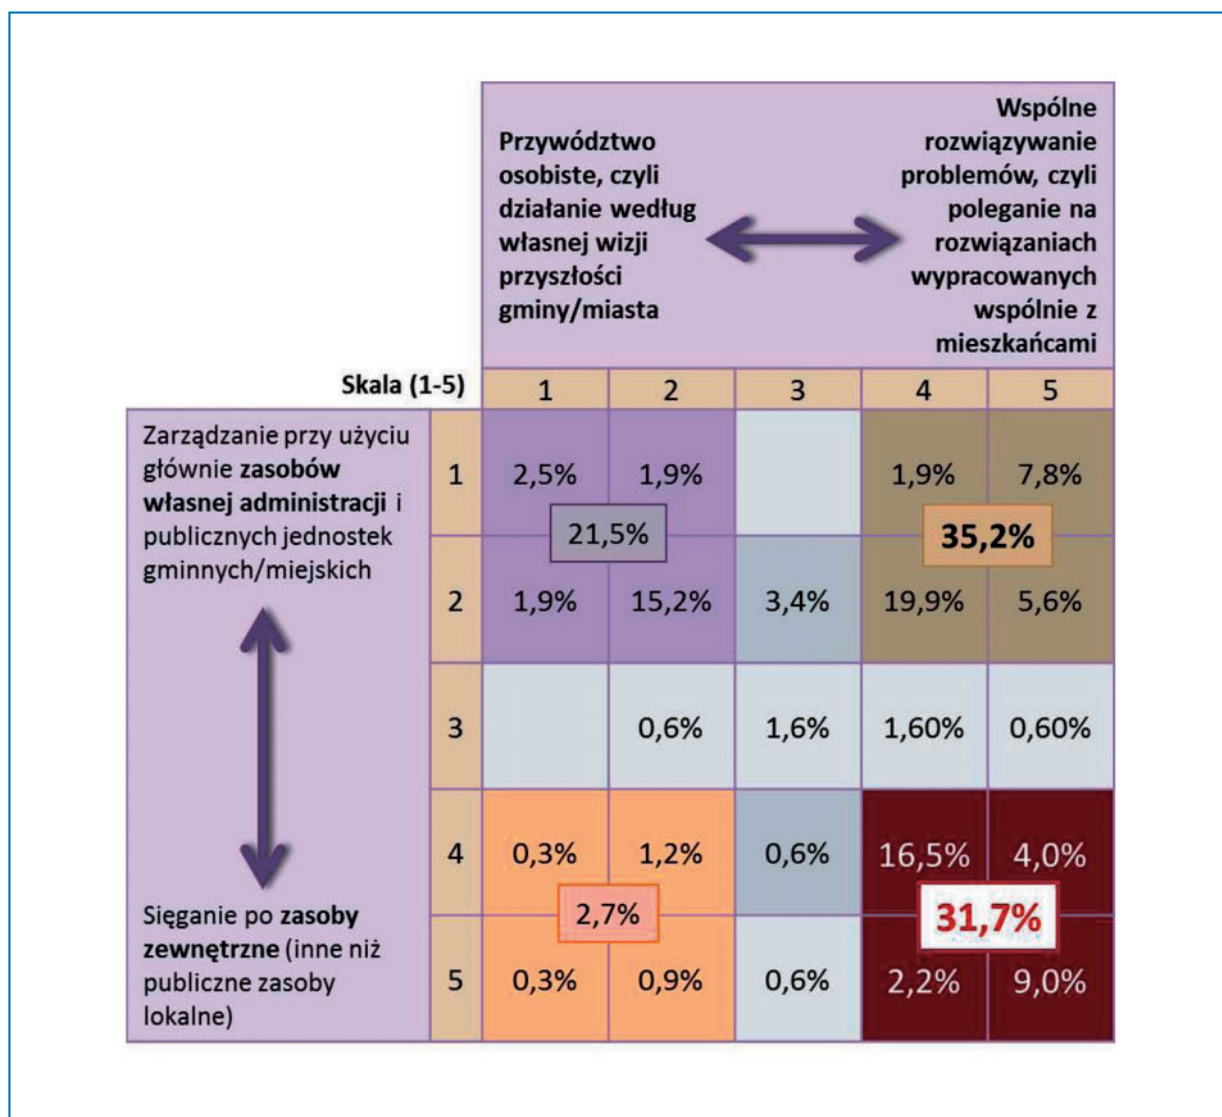 Przywództwo
osobiste, czyli
działanie według
własnej wizji
przyszłości
gminy/miasta
Wspólne
rozwiązywanie
problemów, czyli
poleganie na
rozwiązaniach
wypracowanych
wspólnie z
mieszkańcami
Skala (1-5)
1 2 3 4 5
Zarządzanie przy użyciu
głównie zasobów
własnej administracji i
publicznych jednostek
gminnych/miejskich
Sięganie po zasoby
zewnętrzne (inne niż
publiczne zasoby
lokalne)
1 2,5% 1,9% 1,9% 7,8%
21,5% 35,2%
2 1,9% 15,2% 3,4% 19,9% 5,6%
3 0,6% 1,6% 1,60% 0,60%
4 0,3% 1,2% 0,6% 16,5% 4,0%
2,7% 31,7%
5 0,3% 0,9% 0,6% 2,2% 9,0%